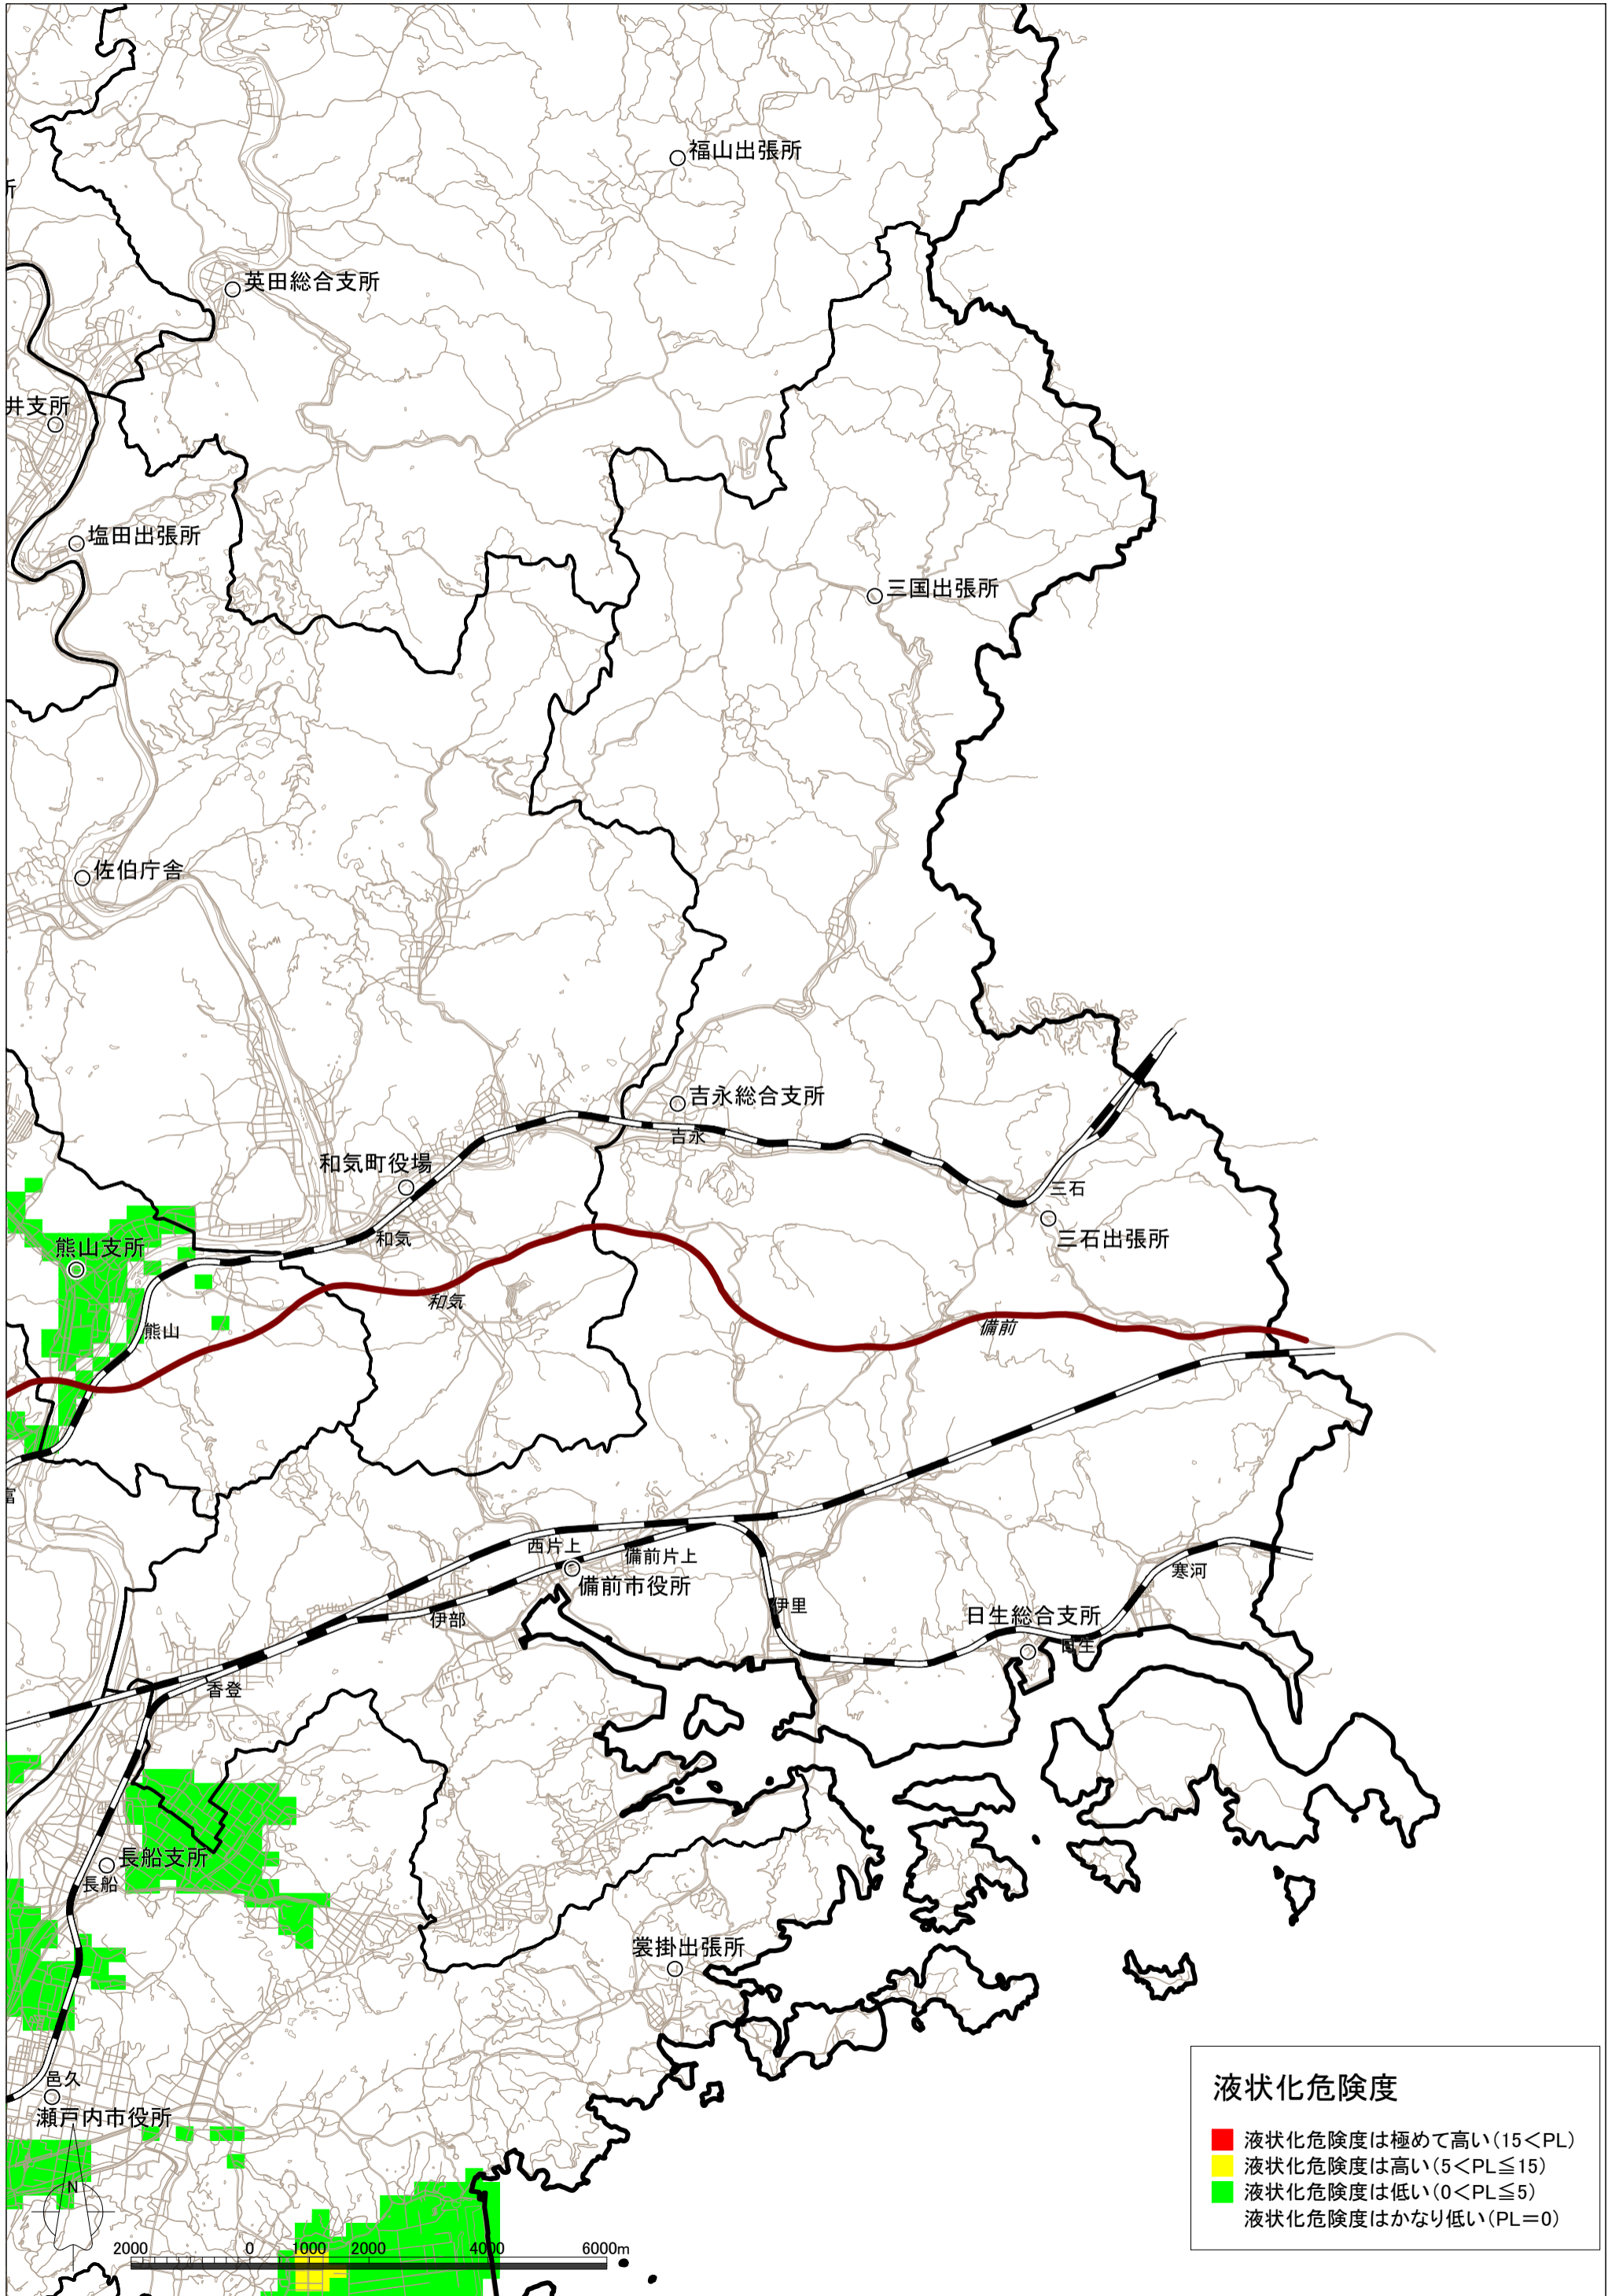 福山出張所
所
英田総合支所
井支所
塩田出張所
三国出張所
佐伯庁舎
吉永総合支所
吉永
和気町役場
三石
三石出張所
和気
熊山支所
和気
熊山
備前
富
西片上
備前片上
備前市役所
寒河
伊里
伊部
日生総合支所
日生
香登
長船支所
長船
裳掛出張所
邑久
瀬戸内市役所
N
2000 0 1000 2000 4000 6000m
液状化危険度
液状化危険度は極めて高い(15<PL)
液状化危険度は高い(5<PL≦15)
液状化危険度は低い(0<PL≦5)
液状化危険度はかなり低い(PL=0)